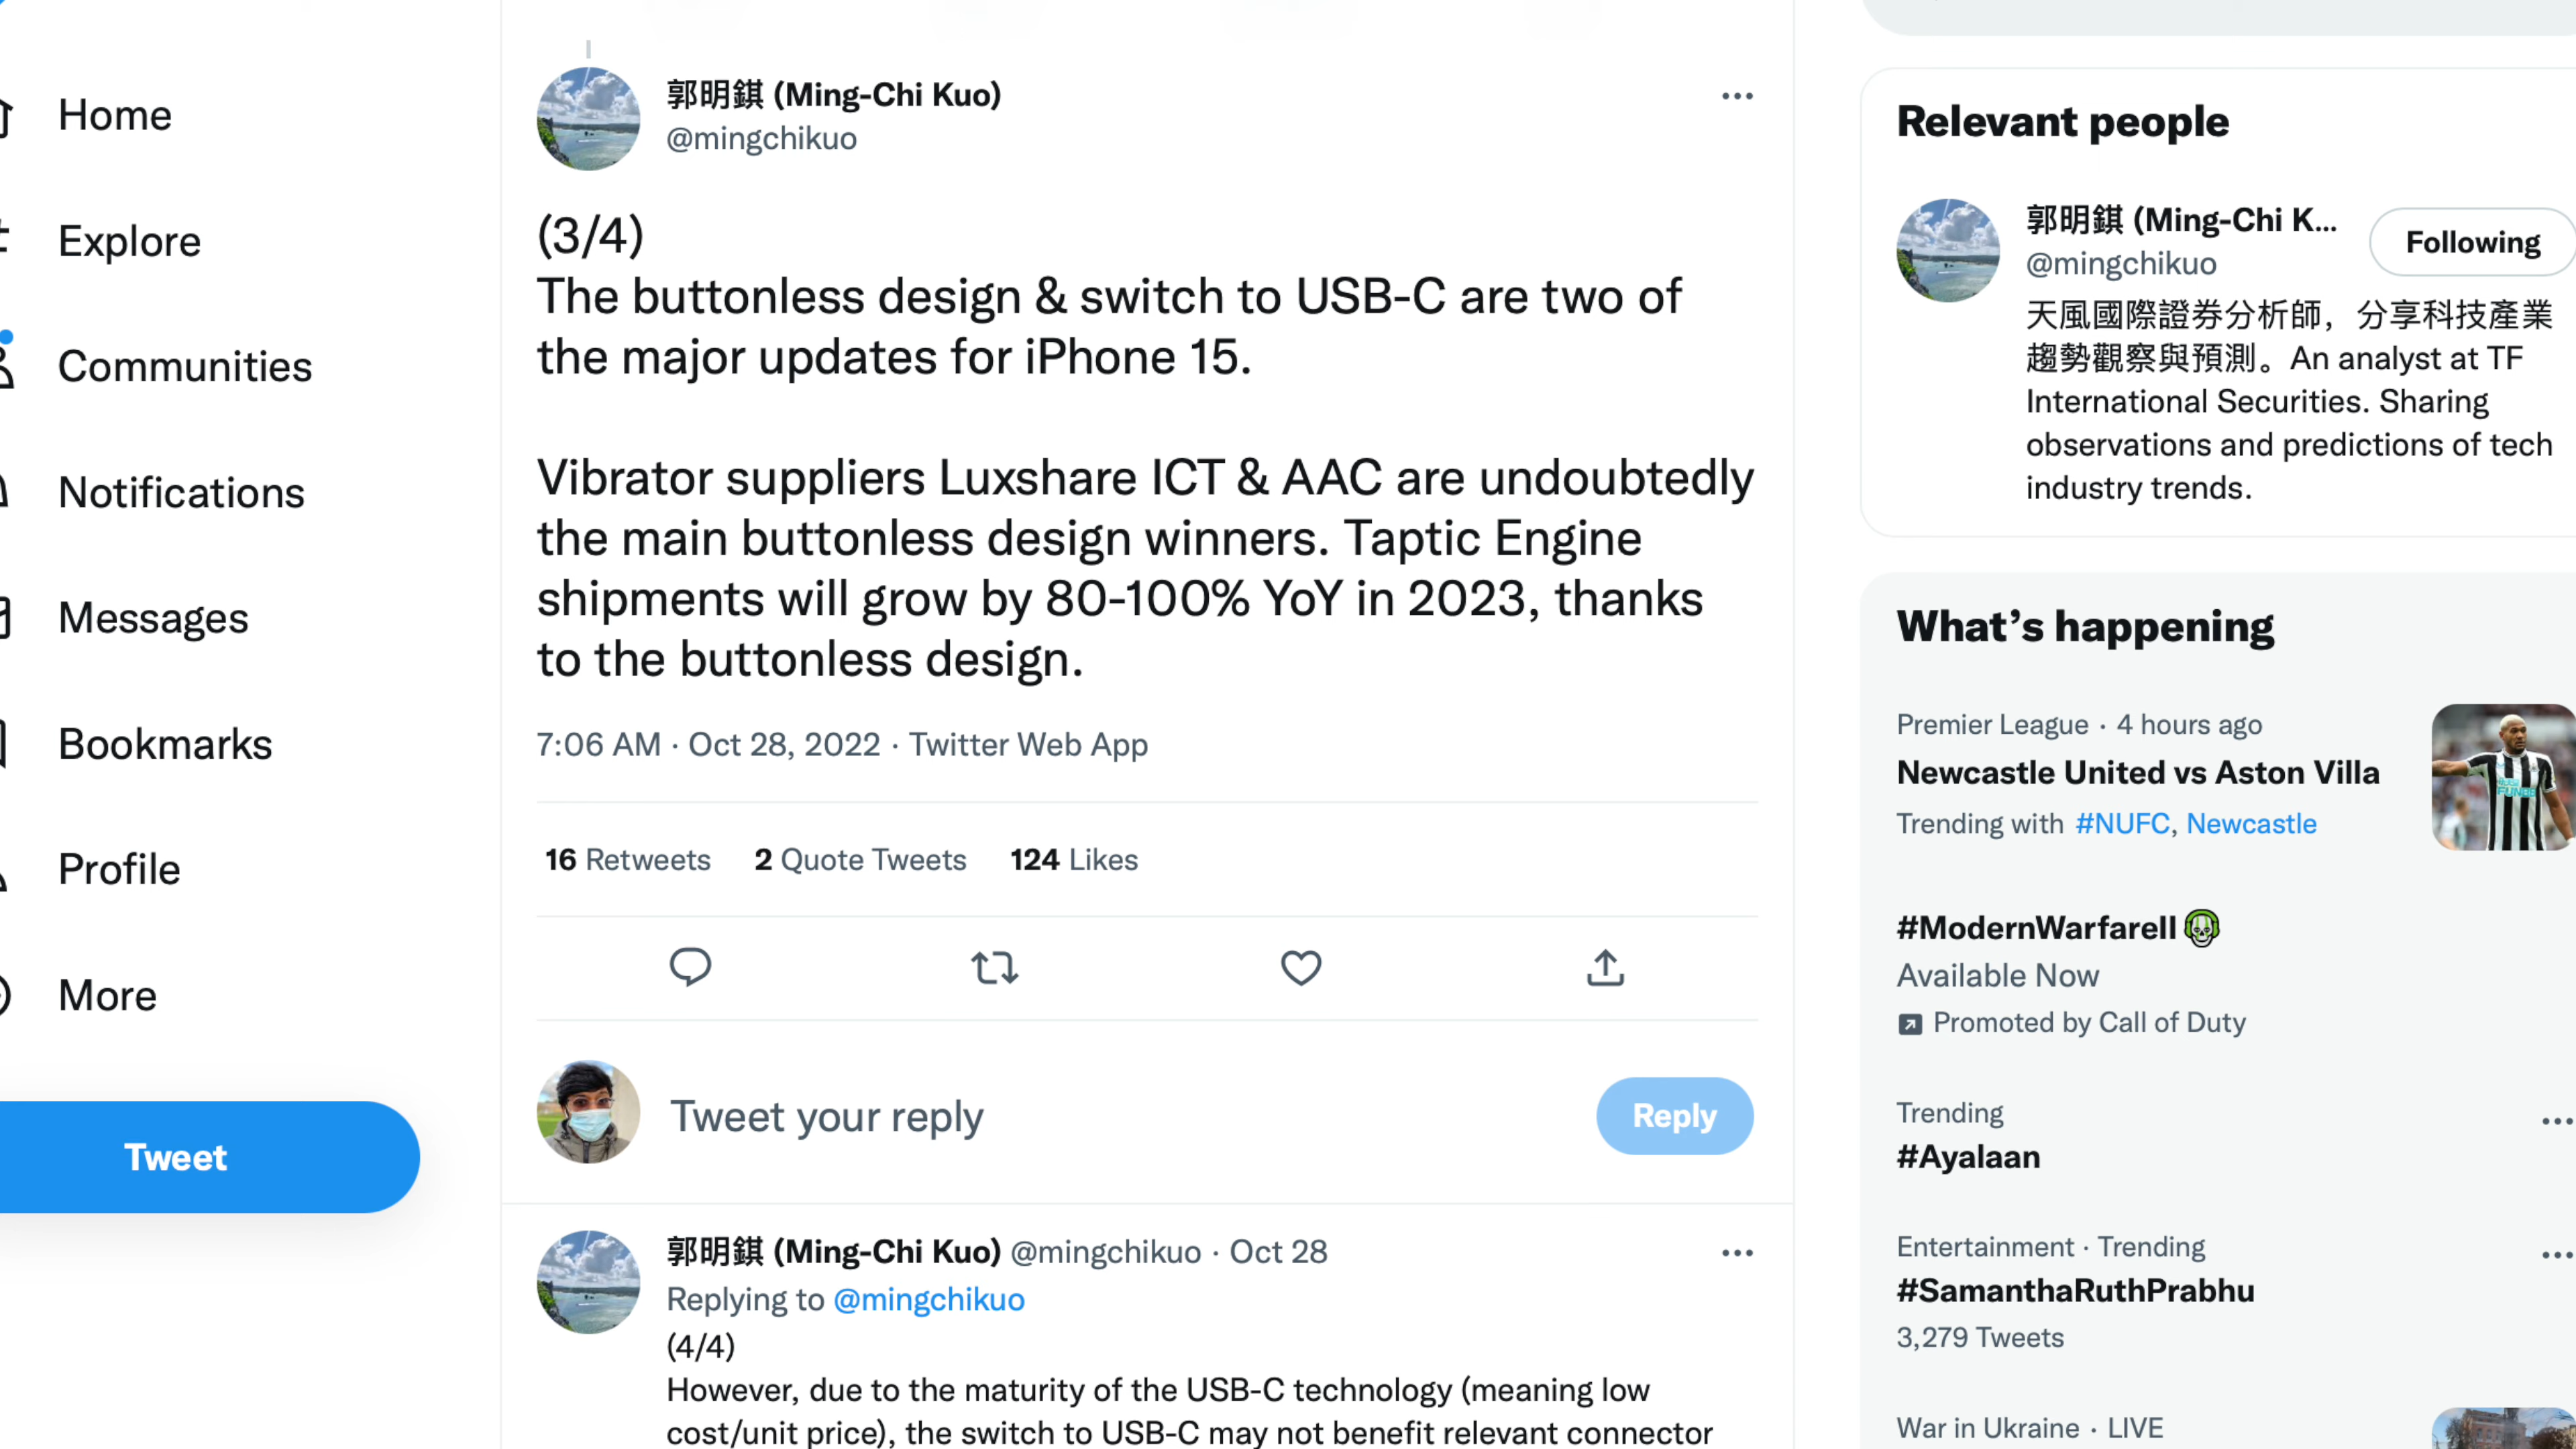 Home
Explore
Communities
Notifications
Messages
Bookmarks
Profile
More
Tweet
郭明錤 (Ming-Chi Kuo)
@mingchikuo
(3/4)
The buttonless design & switch to USB-C are two of
the major updates for iPhone 15.
Vibrator suppliers Luxshare ICT & AAC are undoubtedly
the main buttonless design winners. Taptic Engine
shipments will grow by 80-100% YoY in 2023, thanks
to the buttonless design.
7:06 AM · Oct 28, 2022 · Twitter Web App
16 Retweets 2 Quote Tweets 124 Likes
Tweet your reply
Reply
郭明錤 (Ming-Chi Kuo) @mingchikuo · Oct 28
Replying to @mingchikuo
(4/4)
However, due to the maturity of the USB-C technology (meaning low
cost/unit price), the switch to USB-C may not benefit relevant connector
Relevant people
郭明錤 (Ming-Chi K...
Following
@mingchikuo
天風國際證券分析師，分享科技產業
趨勢觀察與預測。An analyst at TF
International Securities. Sharing
observations and predictions of tech
industry trends.
What's happening
Premier League · 4 hours ago
Newcastle United vs Aston Villa
Trending with #NUFC, Newcastle
#ModernWarfareII
Available Now
Promoted by Call of Duty
Trending
#Ayalaan
Entertainment · Trending
#SamanthaRuthPrabhu
3,279 Tweets
War in Ukraine · LIVE